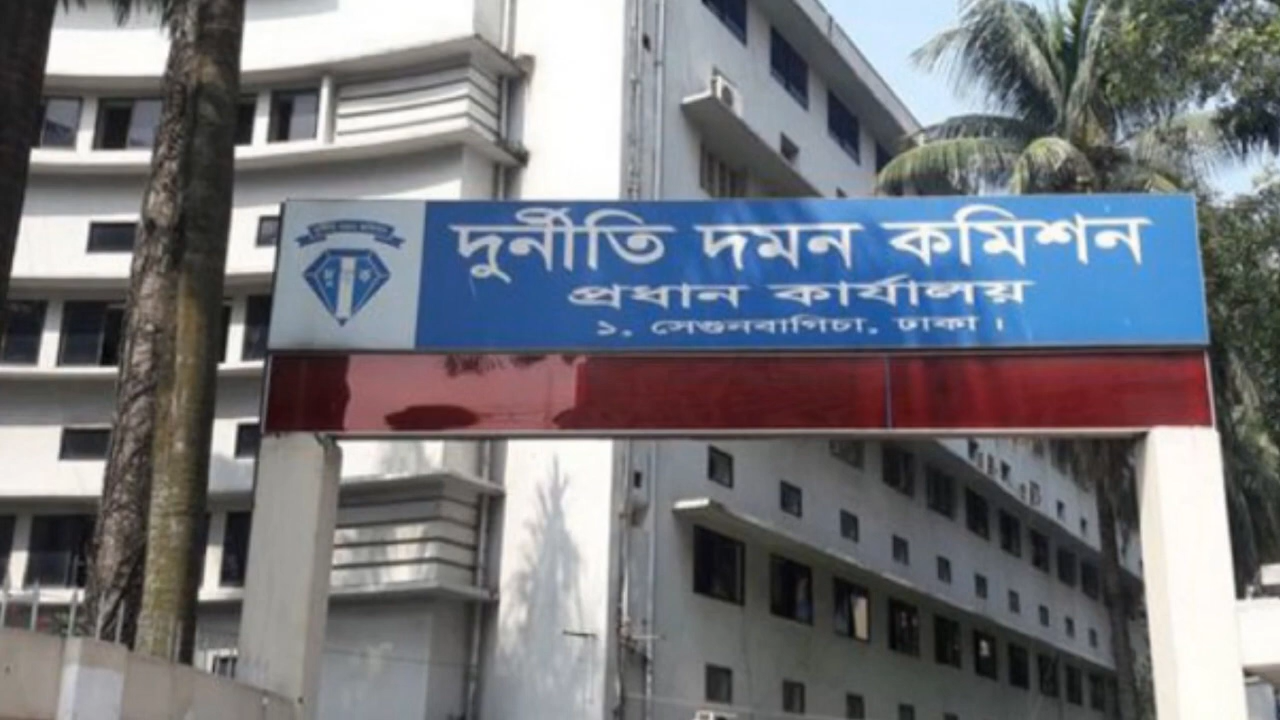 দুর্নীতি দমন কমিশন
প্রধান কার্যালয়
১, সেগুনবাগিচা, ঢাকা।